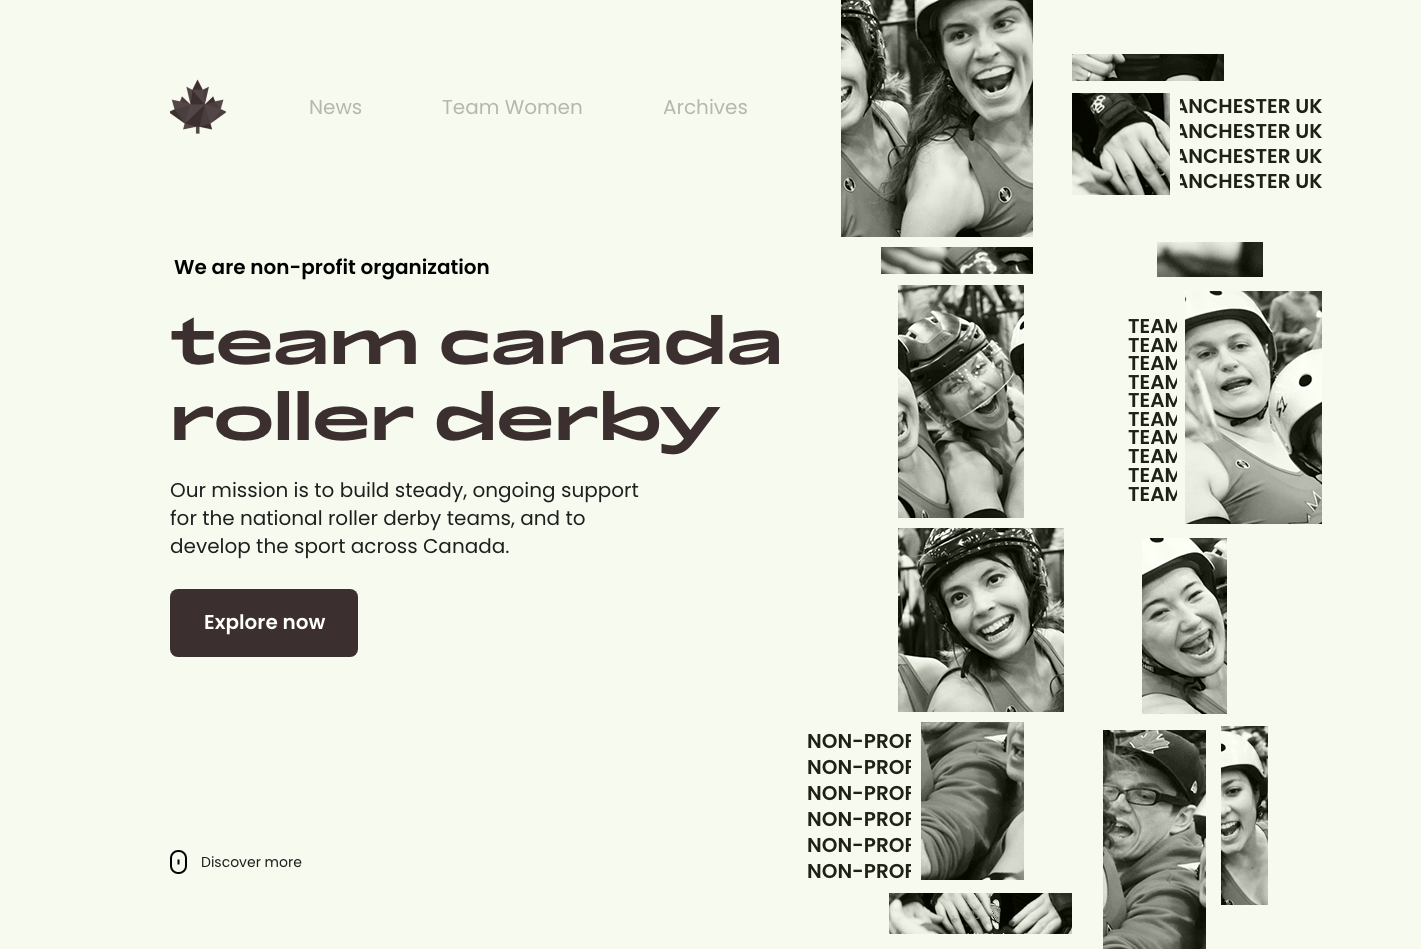 News
Team Women
Archives
ANCHESTER UK
ANCHESTER UK
ANCHESTER UK
ANCHESTER UK
We are non-profit organization
team canada
roller derby
Our mission is to build steady, ongoing support
for the national roller derby teams, and to
develop the sport across Canada.
Explore now
Discover more
TEAM
TEAM
TEAM
TEAM
TEAM
TEAM
TEAM
TEAM
TEAM
TEAM
NON-PROF
NON-PROF
NON-PROF
NON-PROF
NON-PROF
NON-PROF